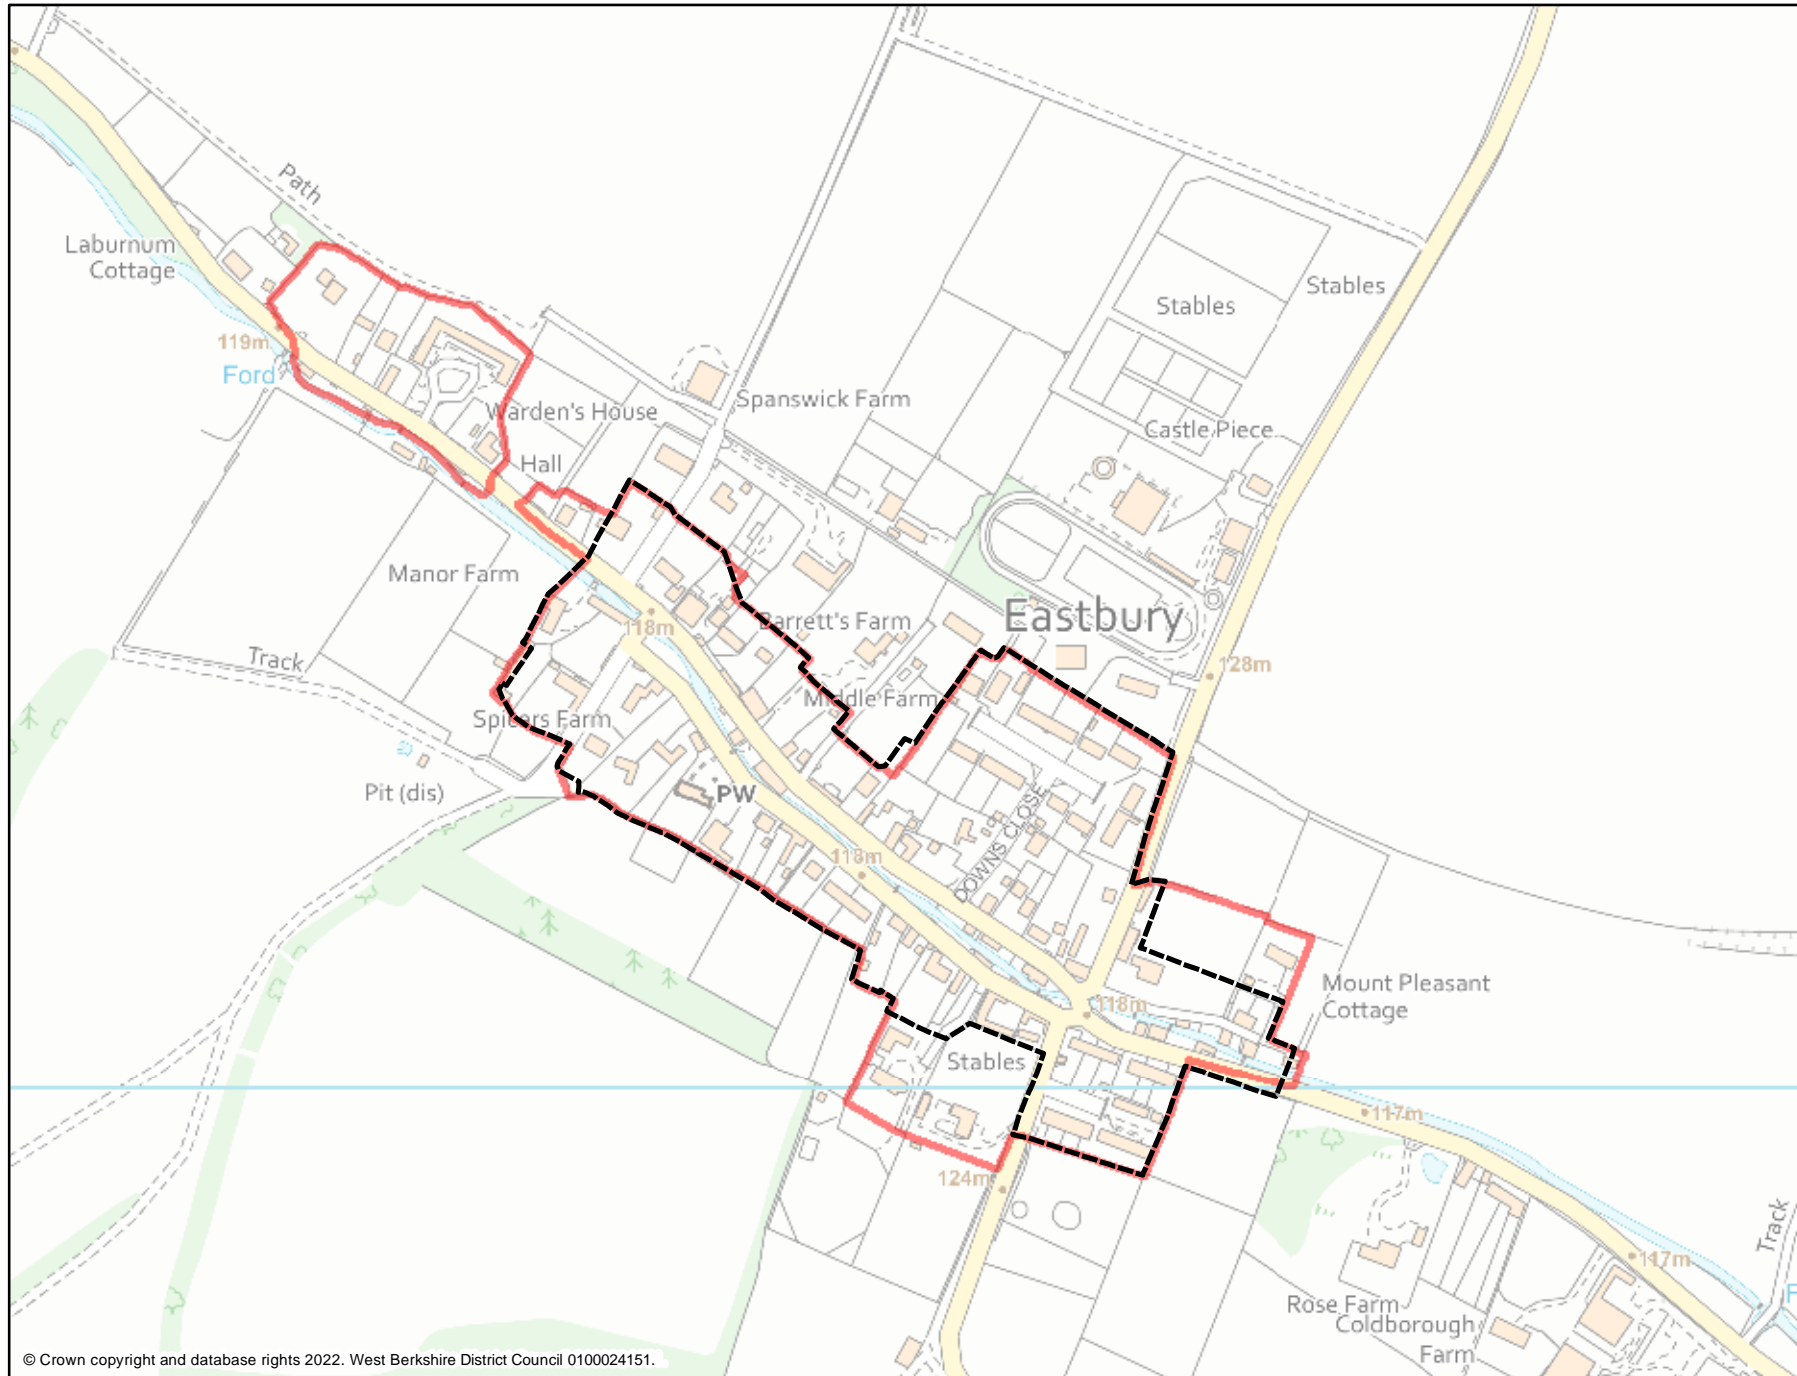 Path
Laburnum
Cottage
119m
Ford
Stables
Stables
Warden's House
Spanswick Farm
Castle Piece
Hall
Manor Farm
Eastbury
118m
Barrett's Farm
Track
128m
Middle Farm
Spicers Farm
Pit (dis)
PW
DOWNS CLOSE
118m
Mount Pleasant
Cottage
118m
Stables
117m
124m
Track
117m
F
Rose Farm
Coldborough
Farm
© Crown copyright and database rights 2022. West Berkshire District Council 0100024151.